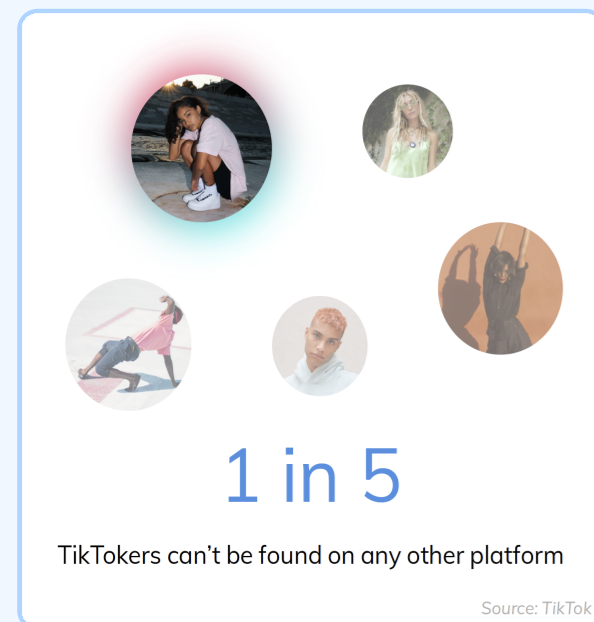 1 in 5
TikTokers can’t be found on any other platform
Source: TikTok